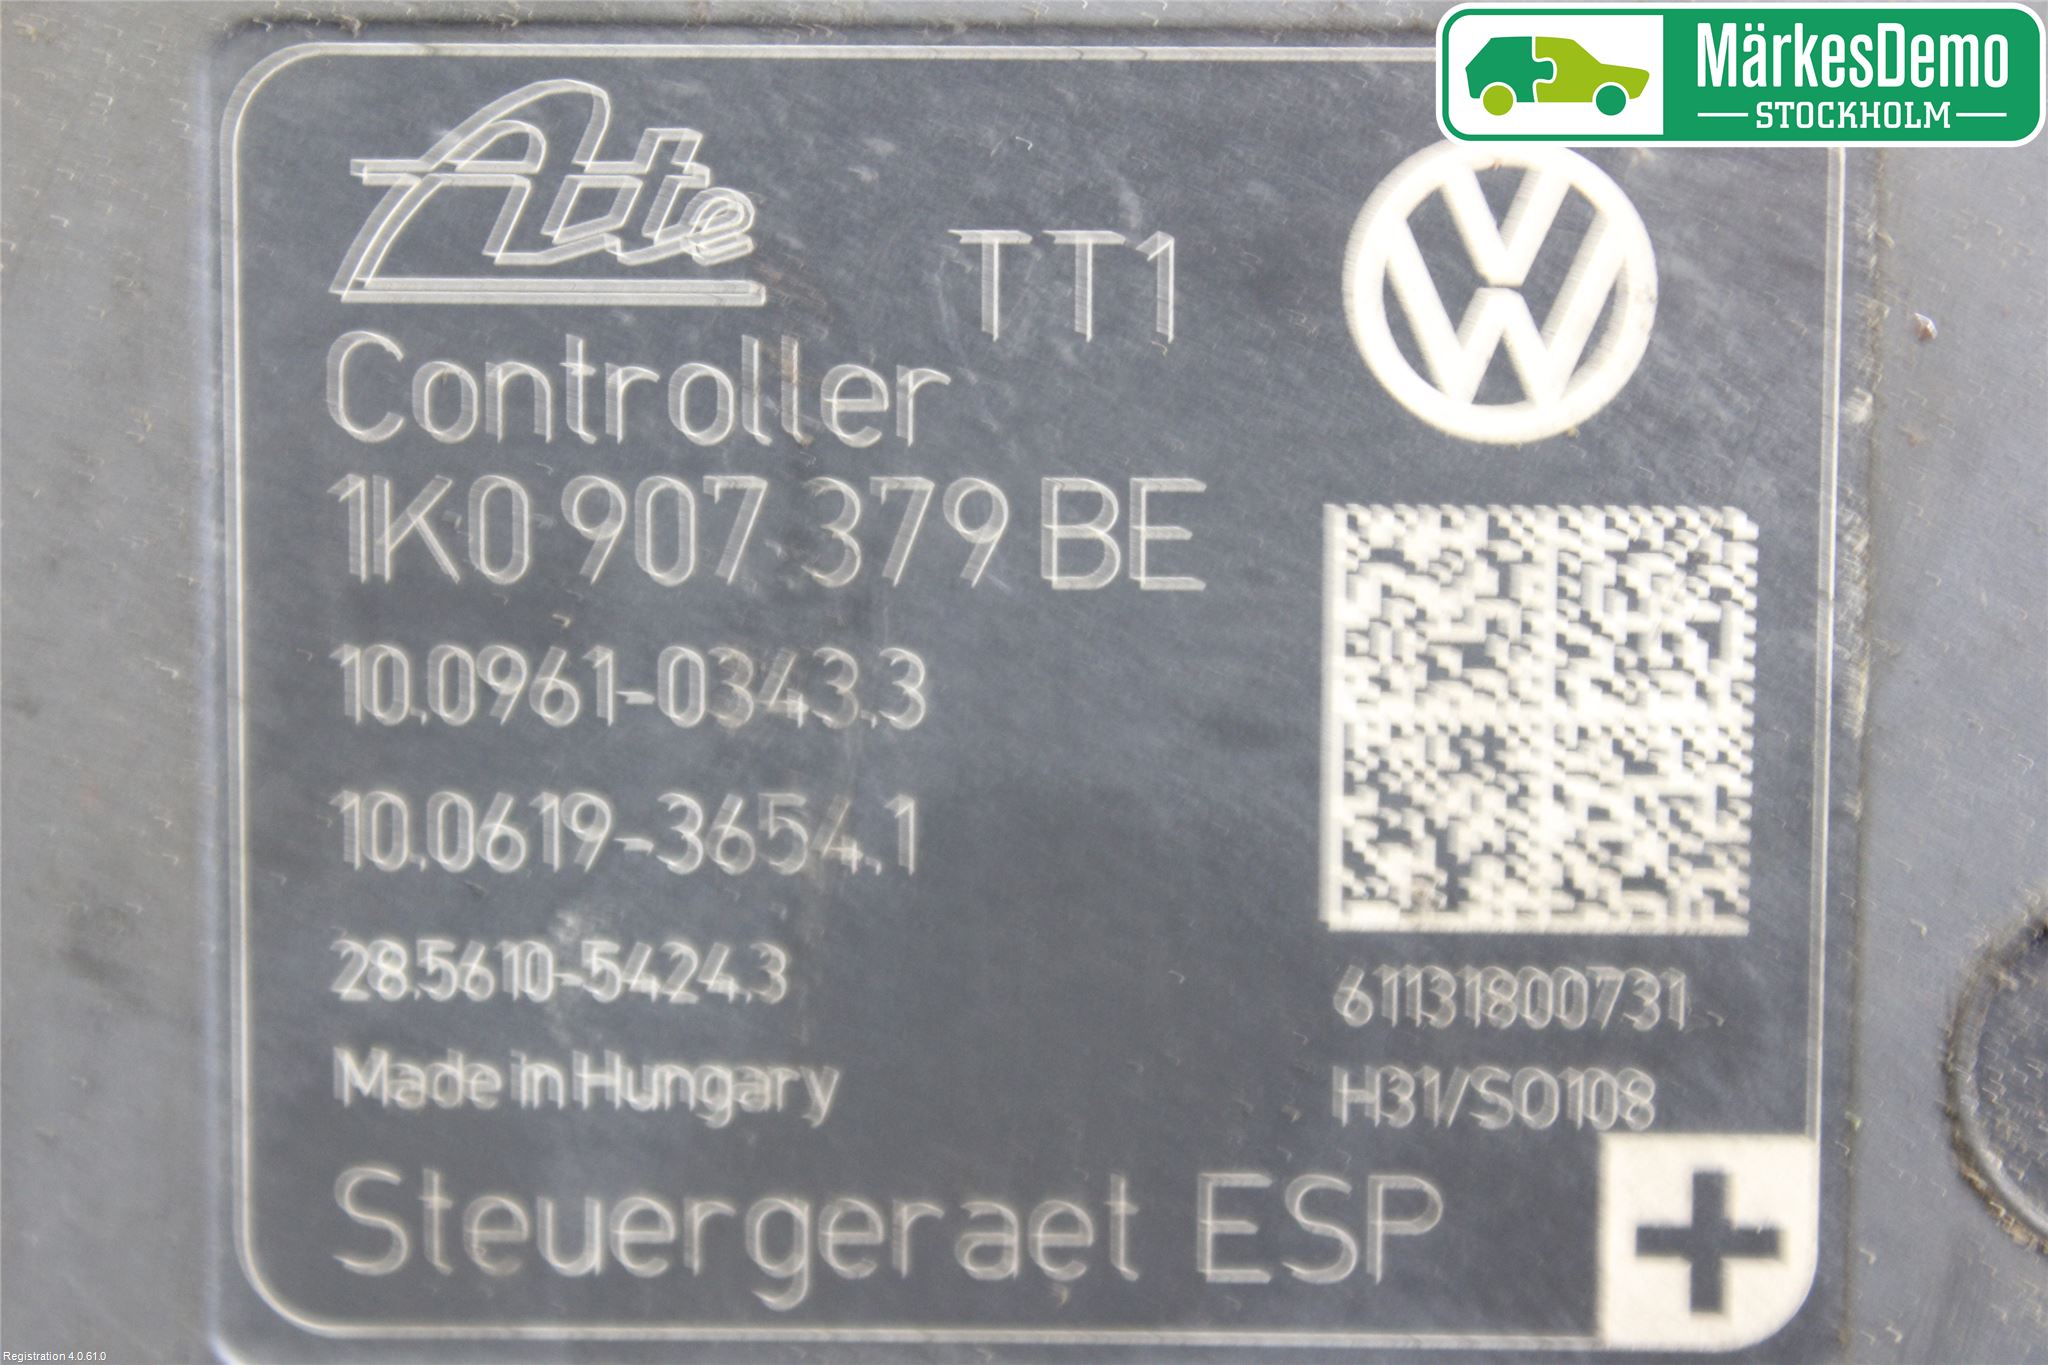 MärkesDemo
STOCKHOLM
Ate
TT1
Controller
1K0 907 379 BE
10.0961-0343.3
10.0619-3654.1
28.5610-5424.3
61131800731
Made in Hungary
H31/SO108
Steuergeraet ESP
Registration 4.0.61.0